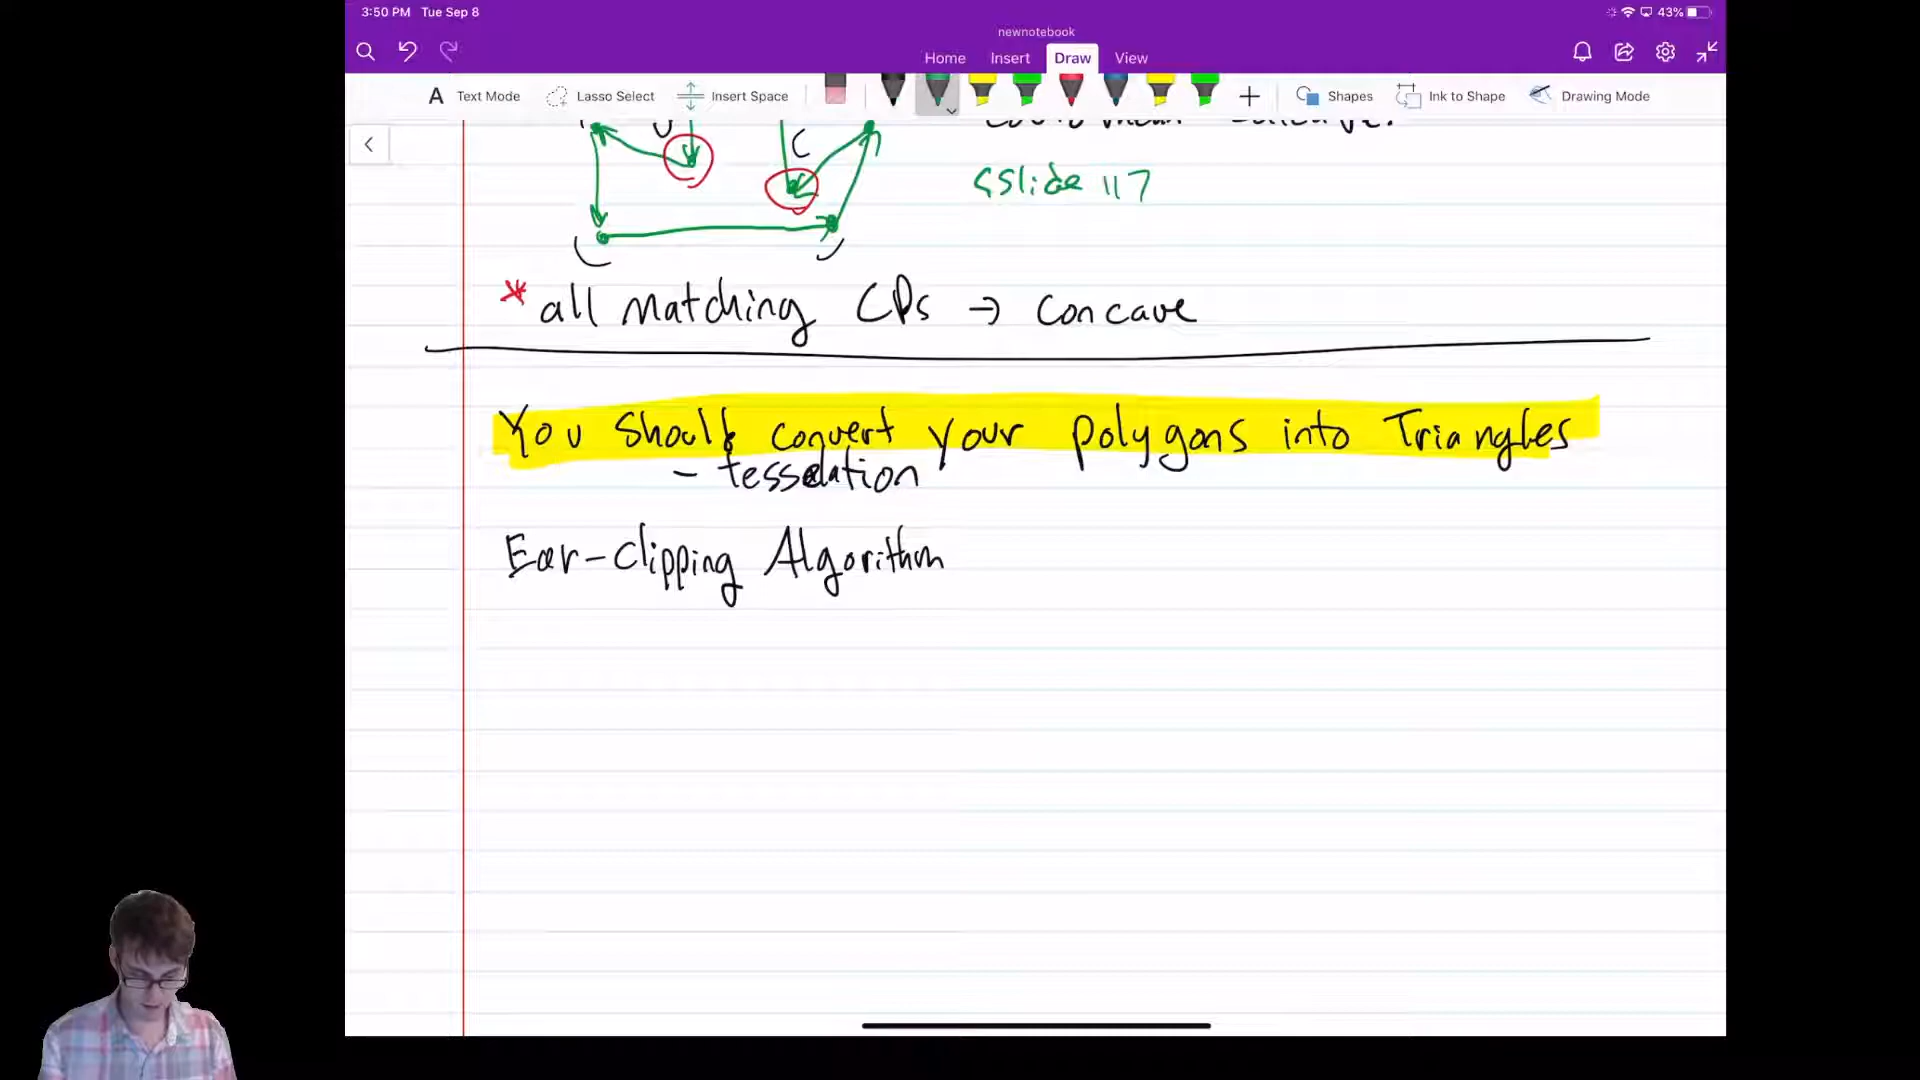 3:50 PM Tue Sep 8
43%
newnotebook
Home Insert Draw View
A Text Mode Lasso Select Insert Space Shapes Ink to Shape Drawing Mode
C
Slide 117
* all matching CPs → concave
You should convert your polygons into Triangles
- tesselation
Ear-Clipping Algorithm